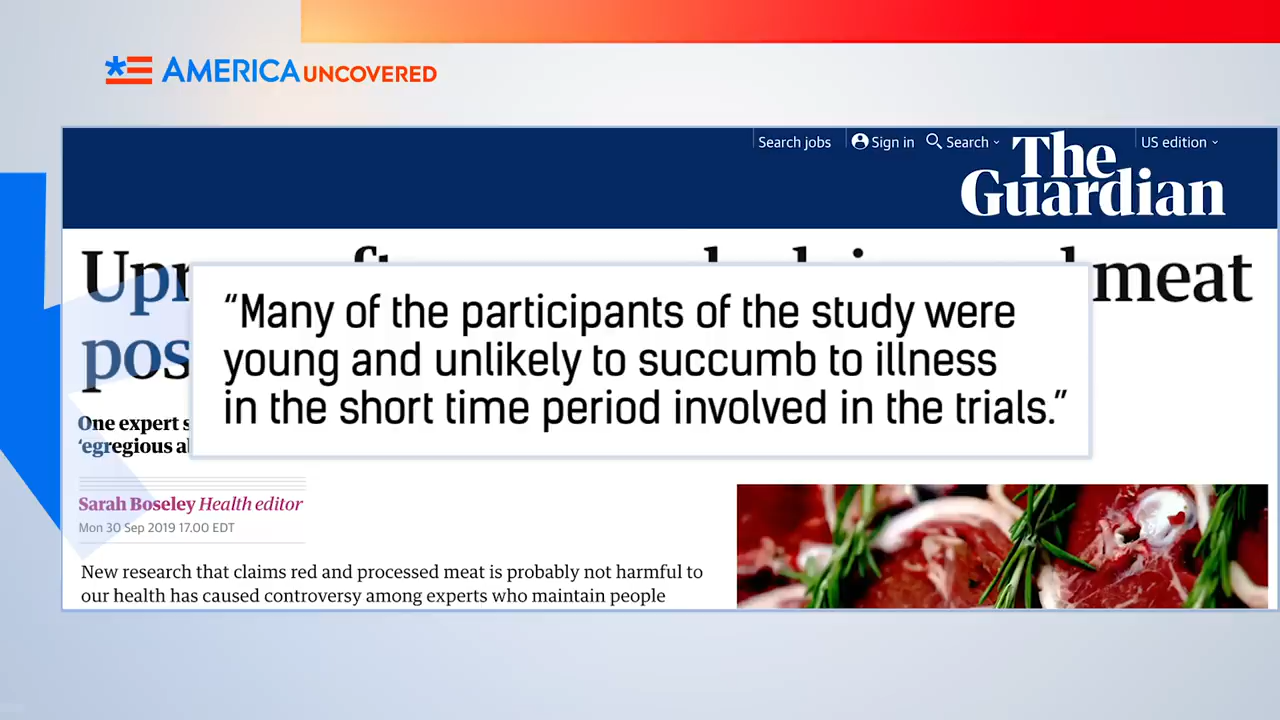 AMERICA UNCOVERED
Search jobs Sign in Search US edition
The
Guardian
meat
“Many of the participants of the study were
young and unlikely to succumb to illness
in the short time period involved in the trials.”
One expert
‘egregious
Sarah Boseley Health editor
Mon 30 Sep 2019 17.00 EDT
New research that claims red and processed meat is probably not harmful to
our health has caused controversy among experts who maintain people